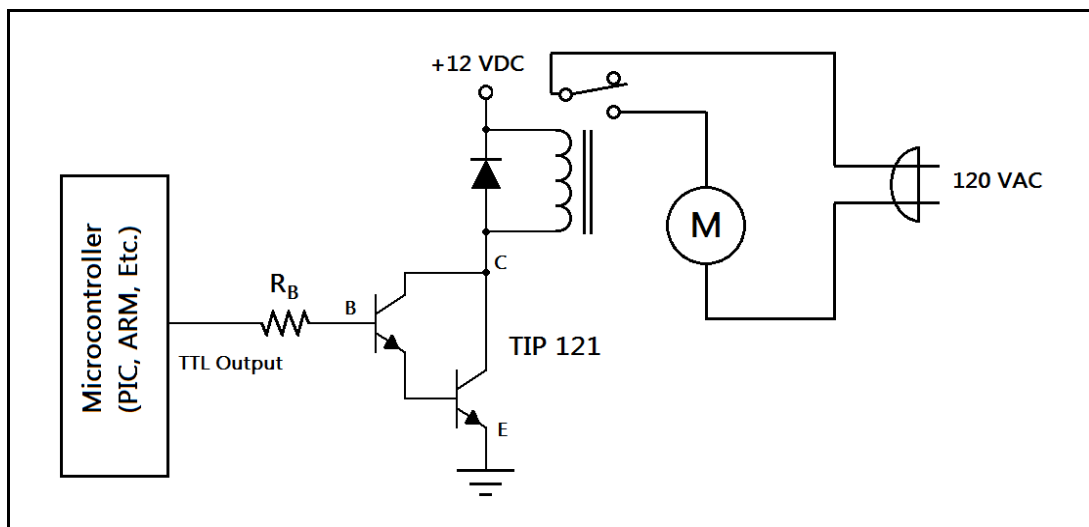 +12 VDC
120 VAC
Microcontroller
(PIC, ARM, Etc.)
TTL Output
R_B
B
C
TIP 121
E
M